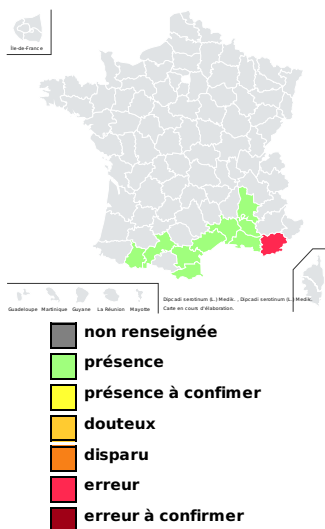 Île-de-France
Guadeloupe Martinique Guyane La Réunion Mayotte
Dipcadi serotinum (L.) Medik. , Dipcadi serotinum (L.) Medik.
Carte en cours d'élaboration.
non renseignée
présence
présence à confimer
douteux
disparu
erreur
erreur à confirmer